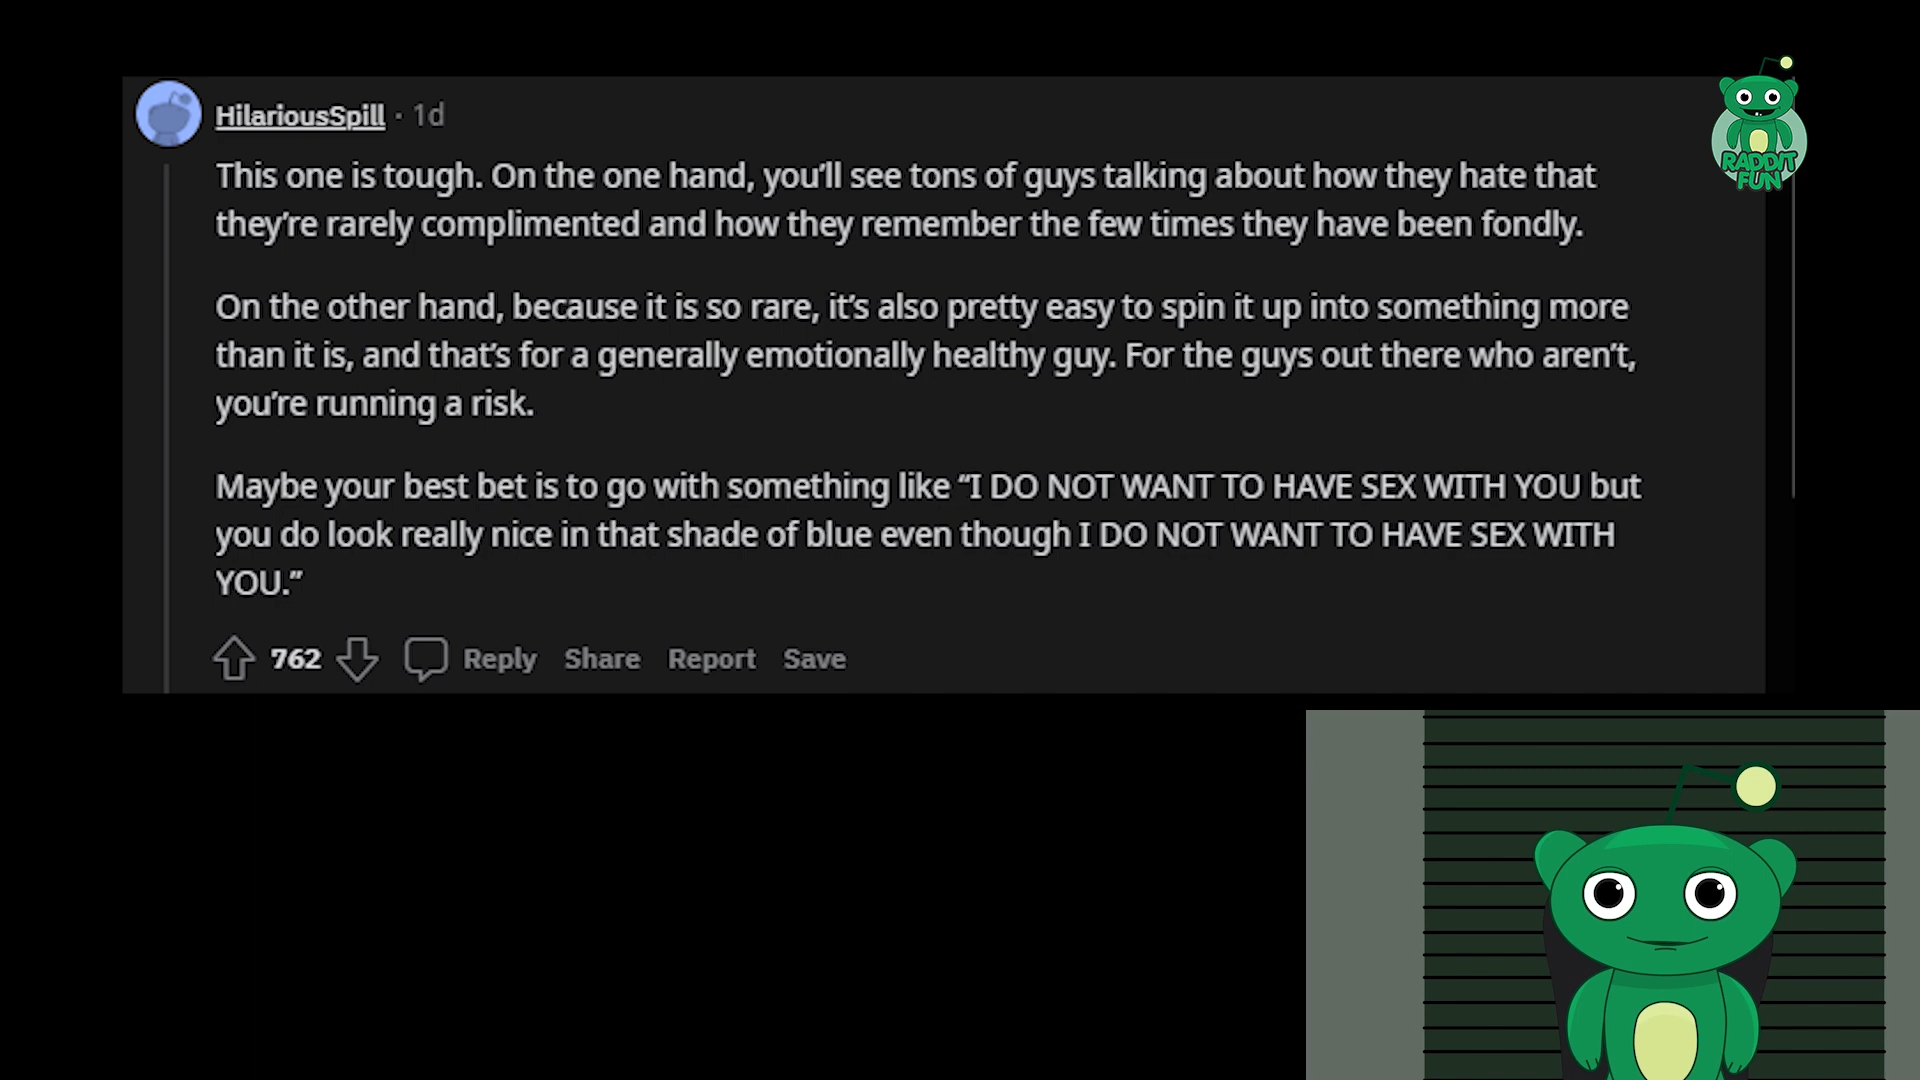 HilariousSpill · 1d
This one is tough. On the one hand, you’ll see tons of guys talking about how they hate that
they’re rarely complimented and how they remember the few times they have been fondly.
On the other hand, because it is so rare, it’s also pretty easy to spin it up into something more
than it is, and that’s for a generally emotionally healthy guy. For the guys out there who aren’t,
you’re running a risk.
Maybe your best bet is to go with something like “I DO NOT WANT TO HAVE SEX WITH YOU but
you do look really nice in that shade of blue even though I DO NOT WANT TO HAVE SEX WITH
YOU.”
762 Reply Share Report Save
RADDIT
FUN